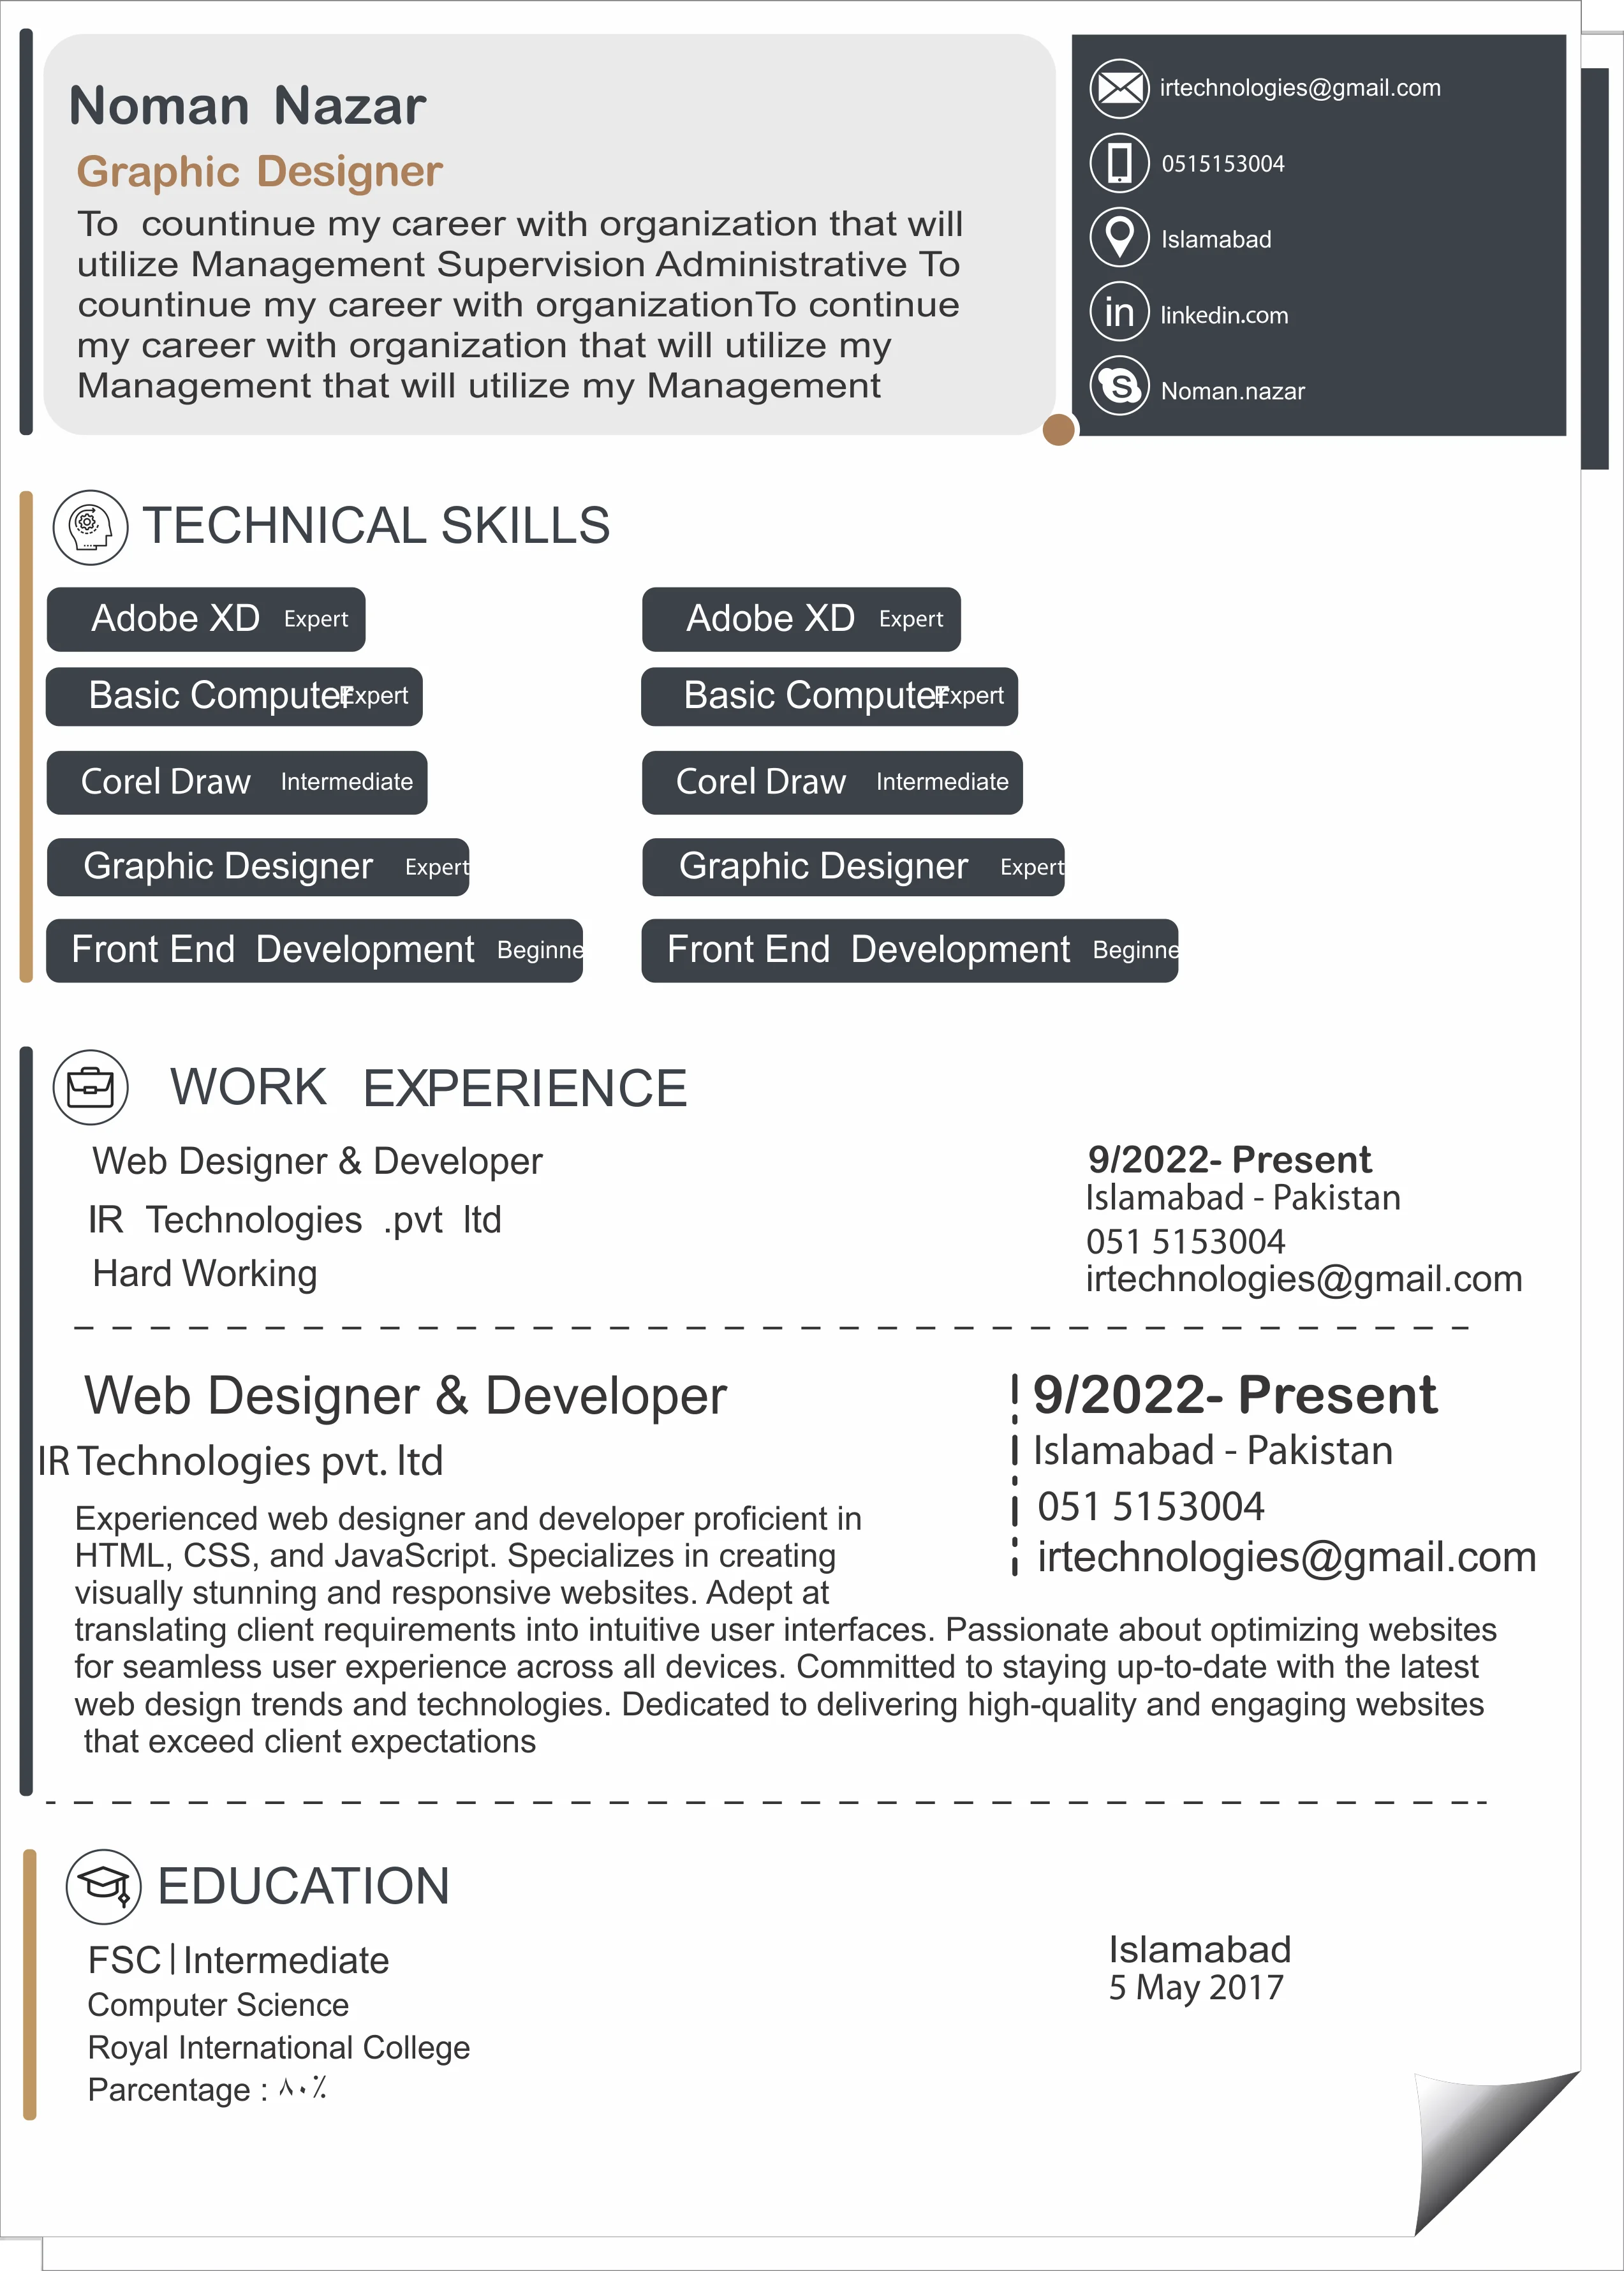 Noman Nazar
Graphic Designer
To countinue my career with organization that will
utilize Management Supervision Administrative To
countinue my career with organizationTo continue
my career with organization that will utilize my
Management that will utilize my Management
irtechnologies@gmail.com
0515153004
Islamabad
in linkedin.com
S Noman.nazar
TECHNICAL SKILLS
Adobe XD Expert
Basic Computer Expert
Corel Draw Intermediate
Graphic Designer Expert
Front End Development Beginne
Adobe XD Expert
Basic Computer Expert
Corel Draw Intermediate
Graphic Designer Expert
Front End Development Beginne
WORK EXPERIENCE
Web Designer & Developer
IR Technologies .pvt ltd
Hard Working
9/2022- Present
Islamabad - Pakistan
051 5153004
irtechnologies@gmail.com
Web Designer & Developer
IR Technologies pvt. ltd
9/2022- Present
Islamabad - Pakistan
051 5153004
irtechnologies@gmail.com
Experienced web designer and developer proficient in
HTML, CSS, and JavaScript. Specializes in creating
visually stunning and responsive websites. Adept at
translating client requirements into intuitive user interfaces. Passionate about optimizing websites
for seamless user experience across all devices. Committed to staying up-to-date with the latest
web design trends and technologies. Dedicated to delivering high-quality and engaging websites
that exceed client expectations
EDUCATION
FSC|Intermediate
Computer Science
Royal International College
Parcentage : ٨٠٪
Islamabad
5 May 2017